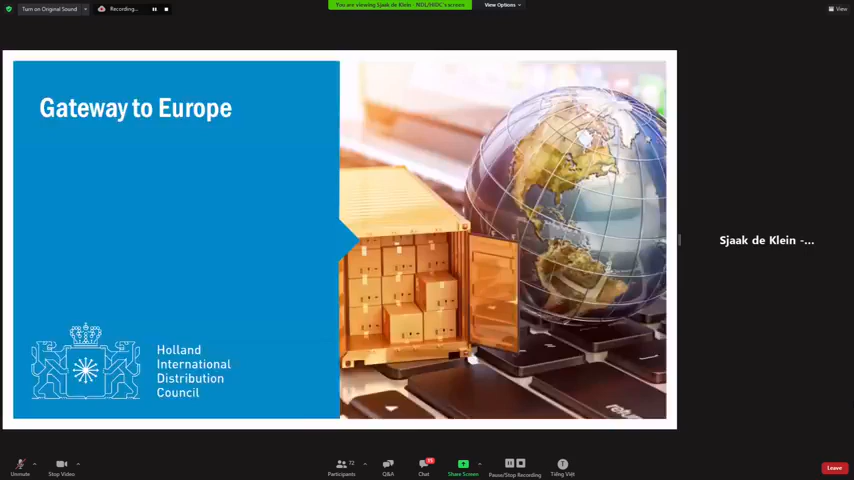 Turn on Original Sound
Recording...
You are viewing Sjaak de Klein - NDL/HIDC's screen
View Options
View
Gateway to Europe
Sjaak de Klein -...
Holland
International
Distribution
Council
return
Unmute
Stop Video
72
Participants
Q&A
Chat
Share Screen
Pause/Stop Recording
Tiếng Việt
Leave